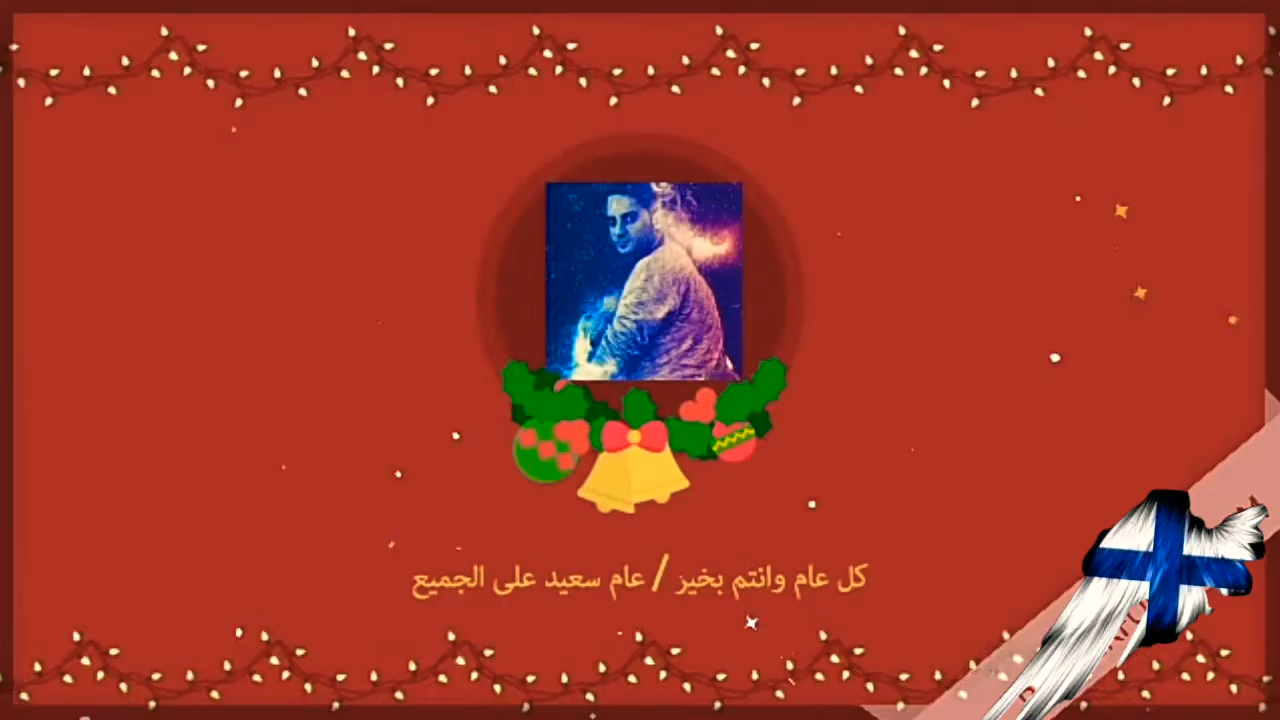 كل عام وانتم بخير / عام سعيد على الجميع